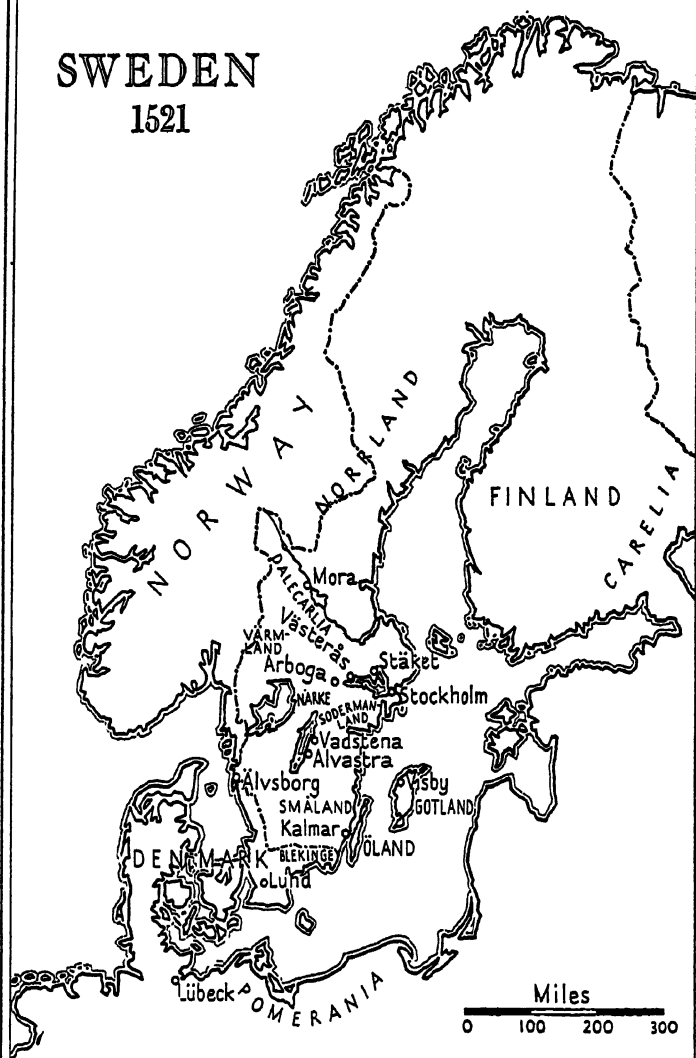 SWEDEN
1521
NORWAY
NORRLAND
FINLAND
CARELIA
Mora
DALECARLIA
Västerås
VÄRM-
LAND
Arboga
Stäket
Stockholm
NÄRKE
SÖDERMAN-
LAND
Vadstena
Alvastra
Älvsborg
Visby
GOTLAND
SMÄLAND
Kalmar
ÖLAND
DENMARK
BLEKINGE
Lund
Lübeck
POMERANIA
Miles
0 100 200 300